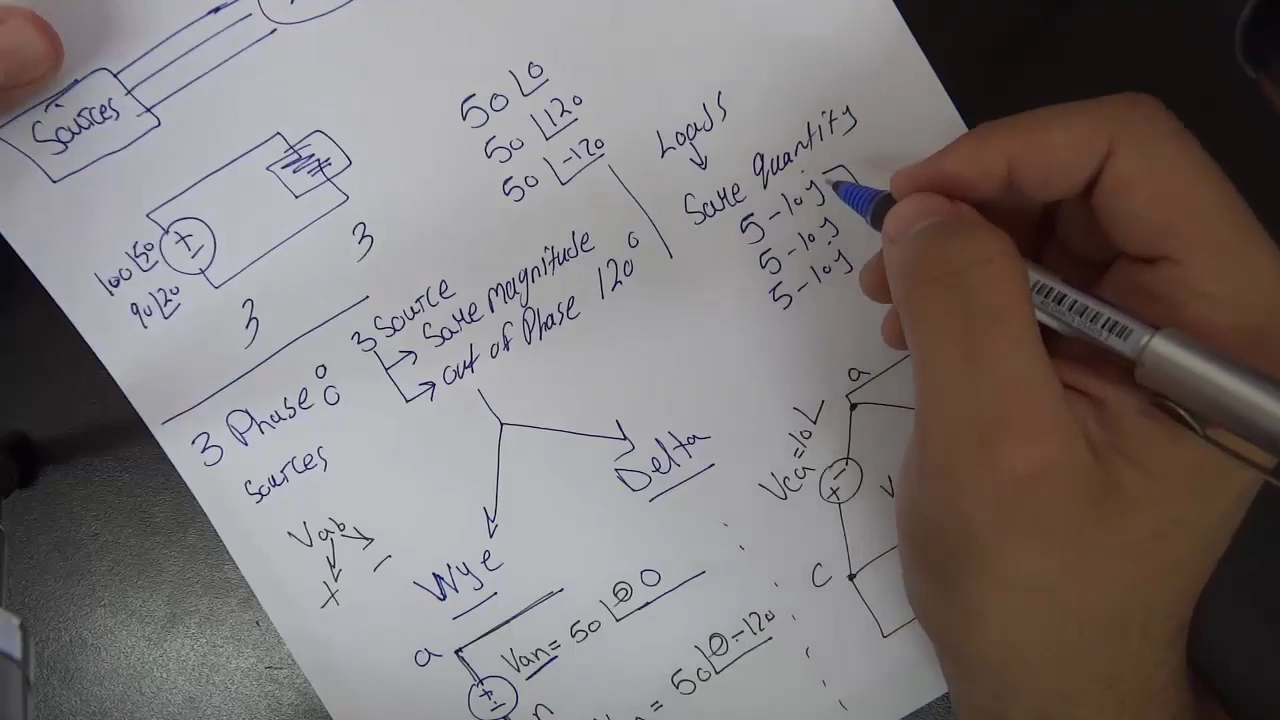 Sources
50∠0
50∠120
50∠-120
Loads
Same quantity
5-10j
5-10j
5-10j
100∠50
90∠20
3
3
3 Source
Same magnitude
out of Phase 120°
3 Phase:
Sources
Vab
+ -
Wye
Delta
a
Van = 50∠θ 0
n
= 50∠θ-120
a
Vca = 10∠
V
C